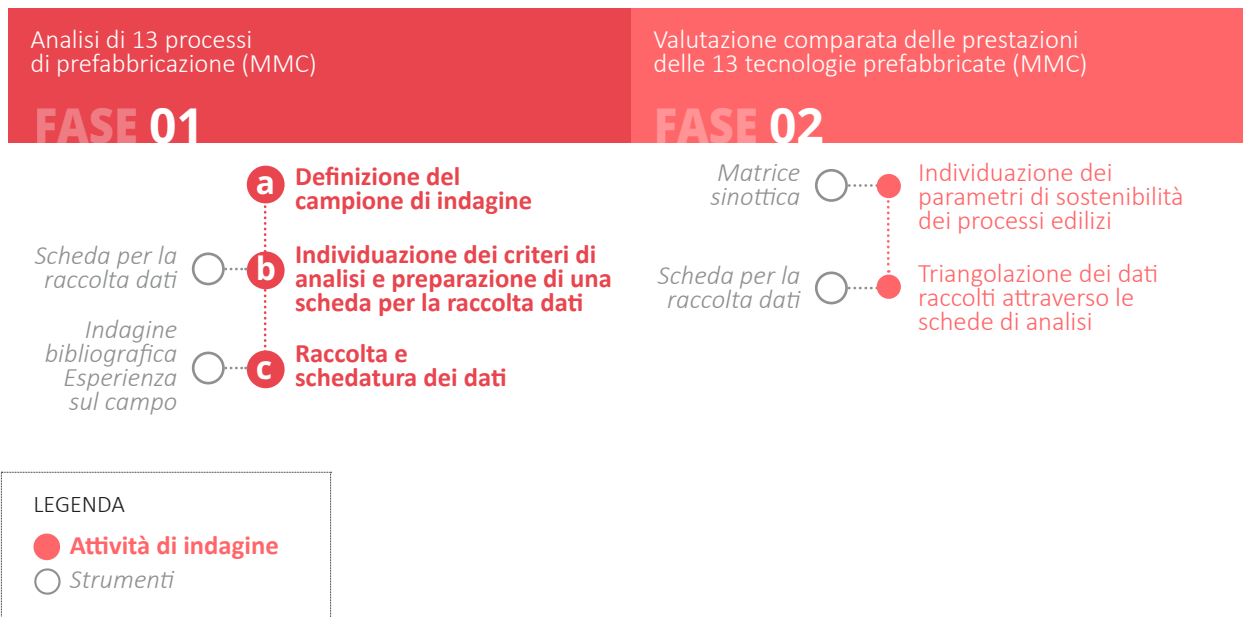 Analisi di 13 processi
di prefabbricazione (MMC)
FASE 01
Scheda per la
raccolta dati
Indagine
bibliografica
Esperienza
sul campo
a
Definizione del
campione di indagine
b
Individuazione dei criteri di
analisi e preparazione di una
scheda per la raccolta dati
c
Raccolta e
schedatura dei dati
Valutazione comparata delle prestazioni
delle 13 tecnologie prefabbricate (MMC)
FASE 02
Matrice
sinottica
Individuazione dei
parametri di sostenibilità
dei processi edilizi
Scheda per la
raccolta dati
Triangolazione dei dati
raccolti attraverso le
schede di analisi
LEGENDA
Attività di indagine
Strumenti